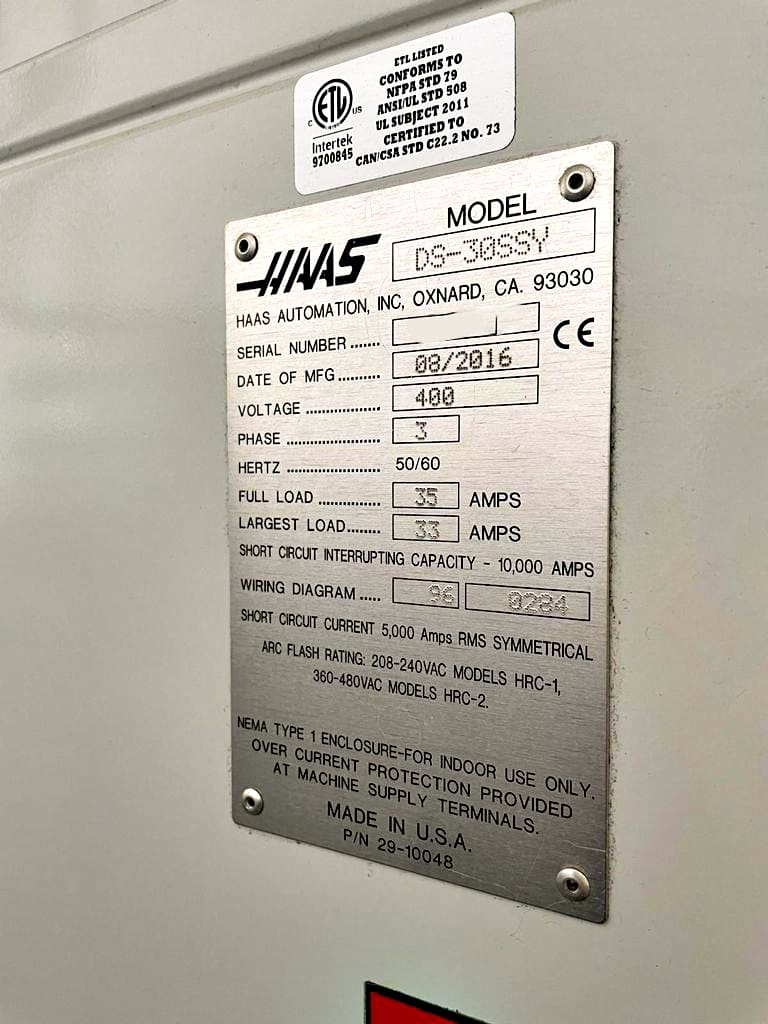 ETL LISTED
CONFORMS TO
NFPA STD 79
ANSI/UL STD 508
UL SUBJECT 2011
CERTIFIED TO
CAN/CSA STD C22.2 NO. 73
C ETL US
Intertek
9700845
HAAS
MODEL
DS-30SSY
HAAS AUTOMATION, INC, OXNARD, CA. 93030
SERIAL NUMBER .......
CE
DATE OF MFG.......... 08/2016
VOLTAGE .................. 400
PHASE ...................... 3
HERTZ ...................... 50/60
FULL LOAD ............... 35 AMPS
LARGEST LOAD........ 33 AMPS
SHORT CIRCUIT INTERRUPTING CAPACITY - 10,000 AMPS
WIRING DIAGRAM ..... 96 0284
SHORT CIRCUIT CURRENT 5,000 Amps RMS SYMMETRICAL
ARC FLASH RATING: 208-240VAC MODELS HRC-1,
360-480VAC MODELS HRC-2.
NEMA TYPE 1 ENCLOSURE-FOR INDOOR USE ONLY.
OVER CURRENT PROTECTION PROVIDED
AT MACHINE SUPPLY TERMINALS.
MADE IN U.S.A.
P/N 29-10048